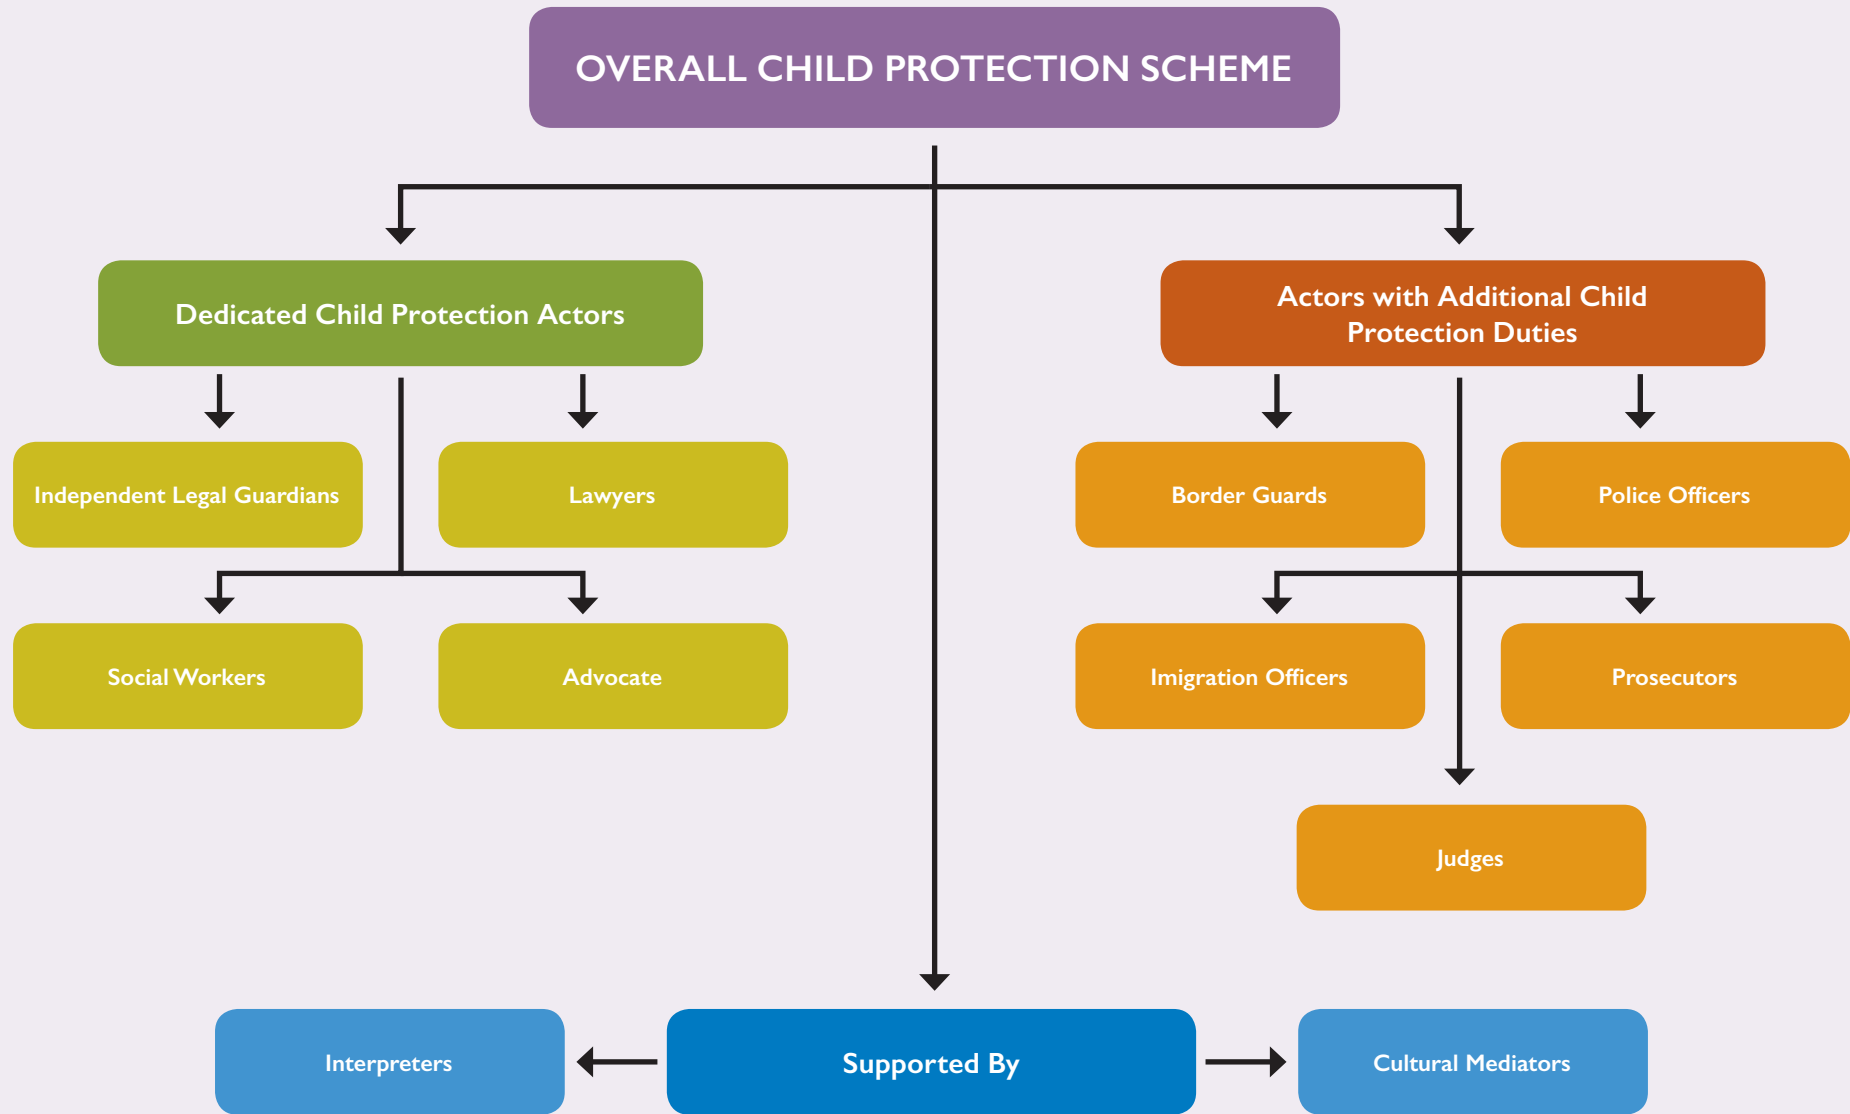 OVERALL CHILD PROTECTION SCHEME
Dedicated Child Protection Actors
Actors with Additional Child
Protection Duties
Independent Legal Guardians
Lawyers
Border Guards
Police Officers
Social Workers
Advocate
Imigration Officers
Prosecutors
Judges
Interpreters
Supported By
Cultural Mediators